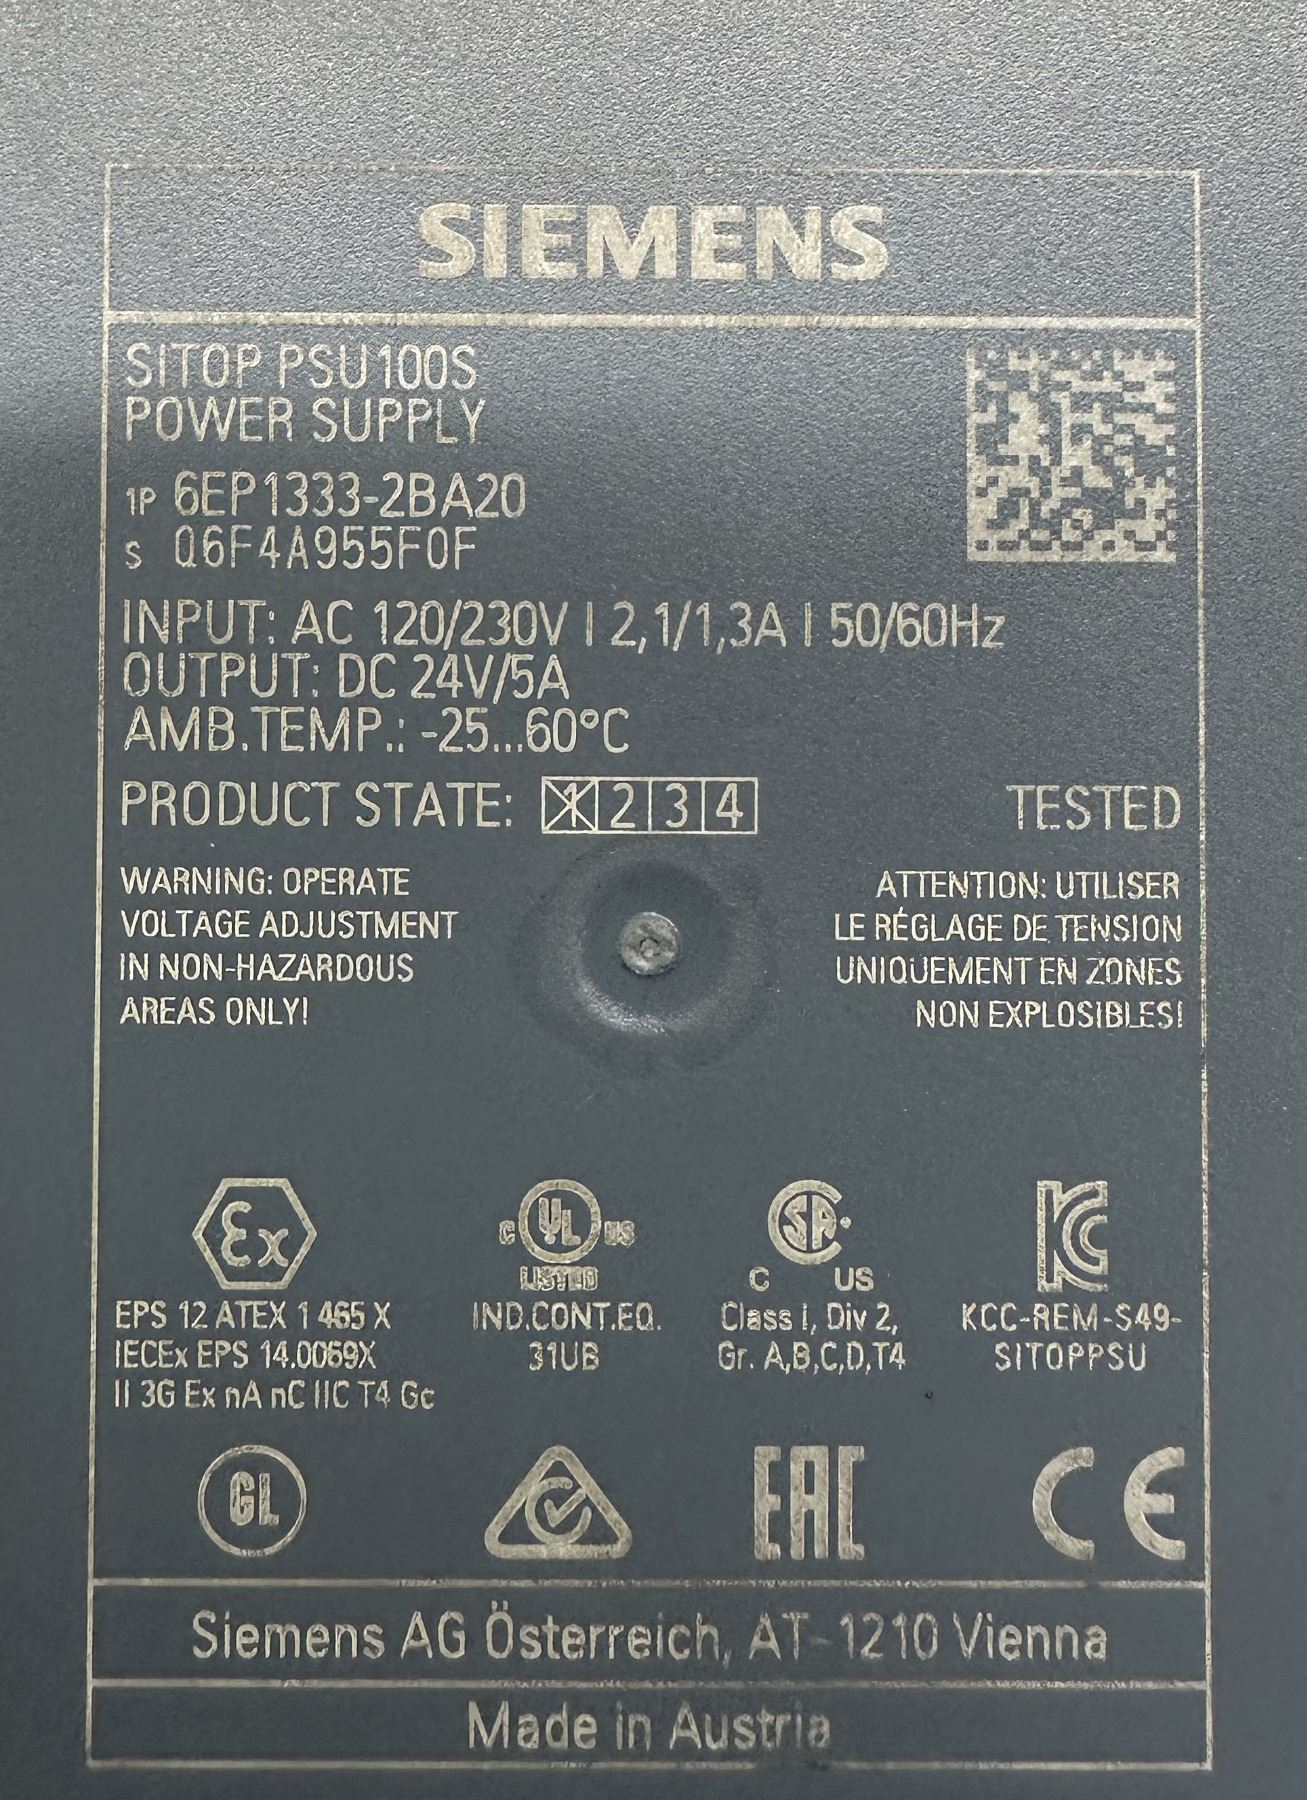 SIEMENS
SITOP PSU100S
POWER SUPPLY
1P 6EP1333-2BA20
S Q6F4A955F0F
INPUT: AC 120/230V | 2,1/1,3A | 50/60Hz
OUTPUT: DC 24V/5A
AMB.TEMP.: -25...60°C
PRODUCT STATE: 1 2 3 4 TESTED
WARNING: OPERATE
VOLTAGE ADJUSTMENT
IN NON-HAZARDOUS
AREAS ONLY!
ATTENTION: UTILISER
LE RÉGLAGE DE TENSION
UNIQUEMENT EN ZONES
NON EXPLOSIBLES!
Ex
EPS 12 ATEX 1 465 X
IECEx EPS 14.0069X
II 3G Ex nA nC IIC T4 Gc
C UL US
LISTED
IND.CONT.EQ.
31UB
SA
C US
Class I, Div 2,
Gr. A,B,C,D,T4
KC
KCC-REM-S49-
SITOPPSU
GL
EAC
CE
Siemens AG Österreich, AT-1210 Vienna
Made in Austria